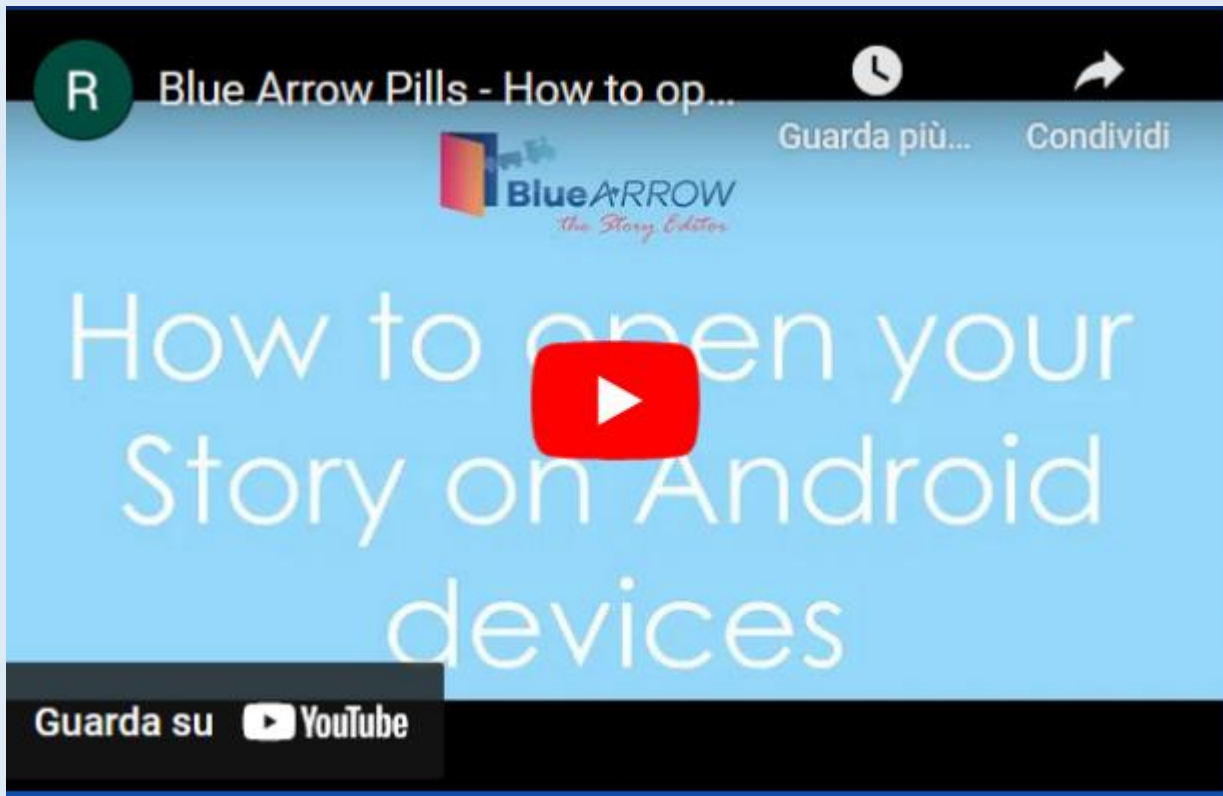 R
Blue Arrow Pills - How to op...
Guarda più...
Condividi
BlueARROW
the Story Editor
How to open your
Story on Android
devices
Guarda su YouTube